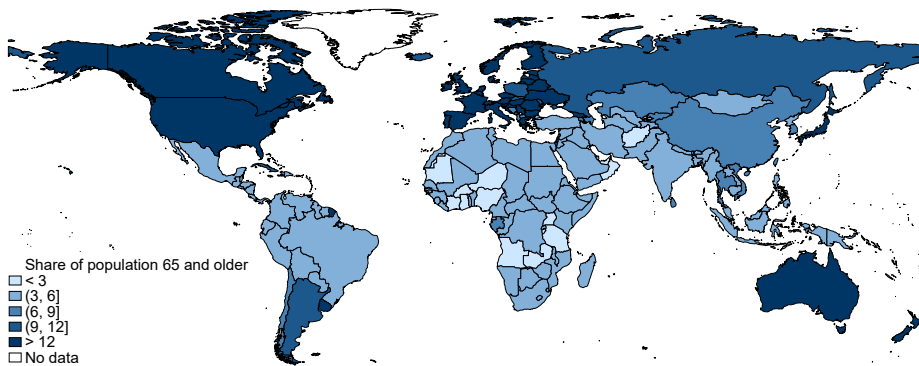 Share of population 65 and older
< 3
(3, 6]
(6, 9]
(9, 12]
> 12
No data